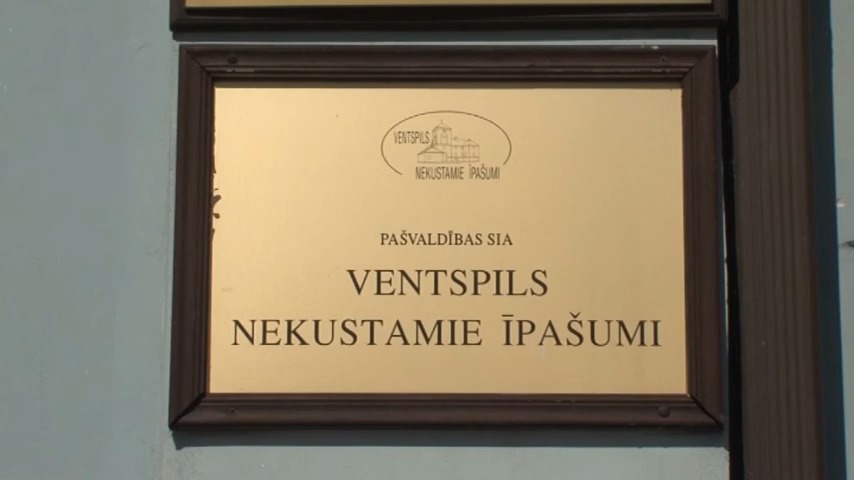 VENTSPILS
NEKUSTAMIE ĪPAŠUMI
PAŠVALDĪBAS SIA
VENTSPILS
NEKUSTAMIE ĪPAŠUMI